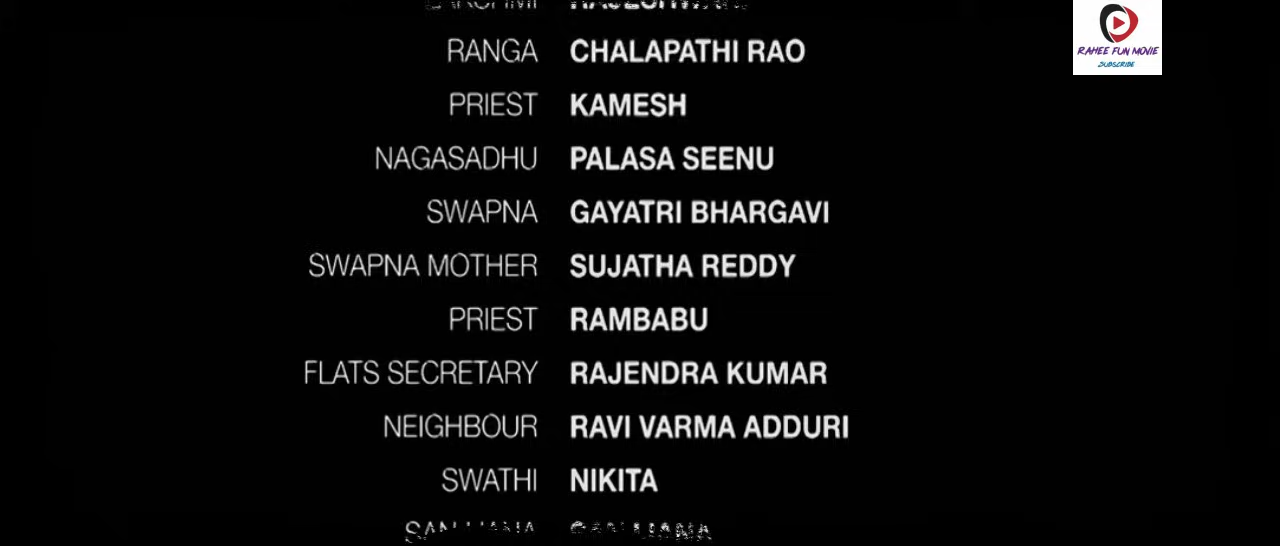 RANGA CHALAPATHI RAO
PRIEST KAMESH
NAGASADHU PALASA SEENU
SWAPNA GAYATRI BHARGAVI
SWAPNA MOTHER SUJATHA REDDY
PRIEST RAMBABU
FLATS SECRETARY RAJENDRA KUMAR
NEIGHBOUR RAVI VARMA ADDURI
SWATHI NIKITA
RAHEE FUN MOVIE
SUBSCRIBE